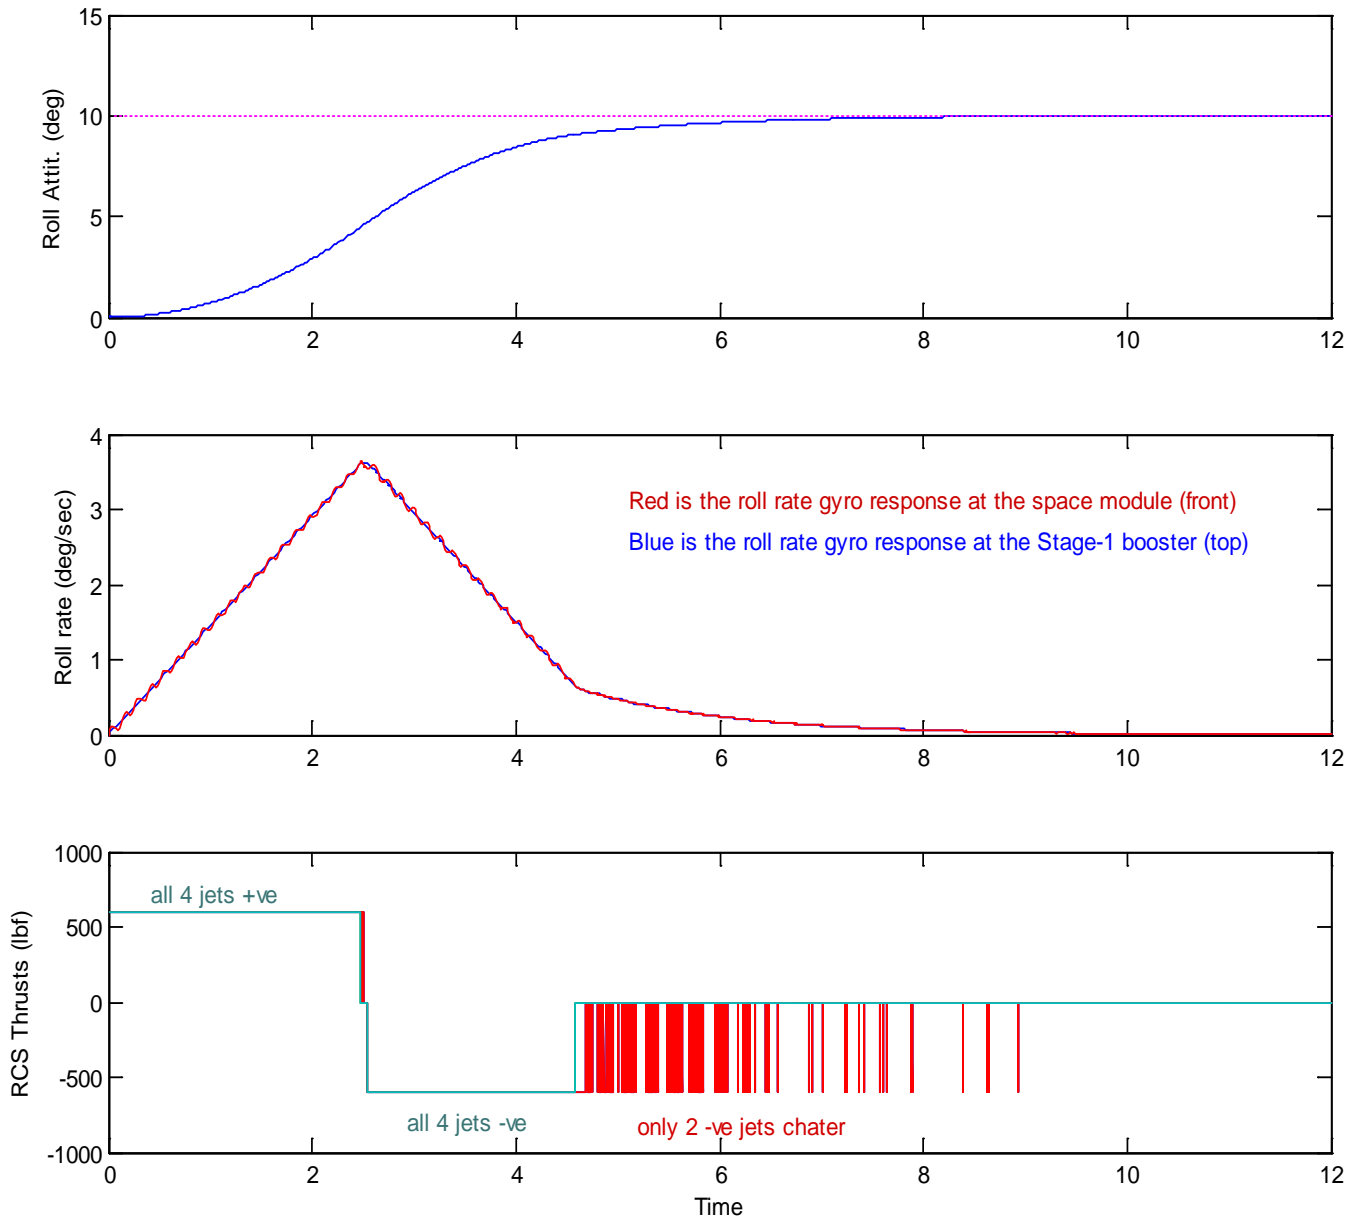 15
10
5
0
Roll Attit. (deg)
0 2 4 6 8 10 12
4
3
2
1
0
Roll rate (deg/sec)
Red is the roll rate gyro response at the space module (front)
Blue is the roll rate gyro response at the Stage-1 booster (top)
0 2 4 6 8 10 12
1000
500
0
-500
-1000
RCS Thrusts (lbf)
all 4 jets +ve
all 4 jets -ve
only 2 -ve jets chater
0 2 4 6 8 10 12
Time